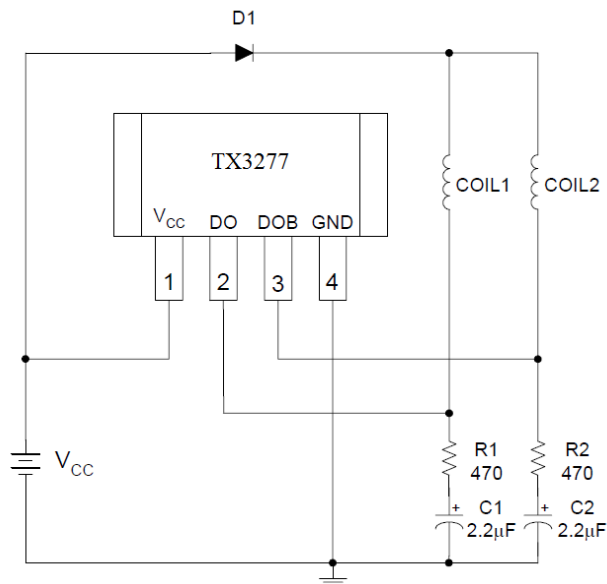 D1
TX3277
VCC DO DOB GND
1 2 3 4
COIL1 COIL2
VCC
R1 R2
470 470
+ C1 + C2
2.2μF 2.2μF